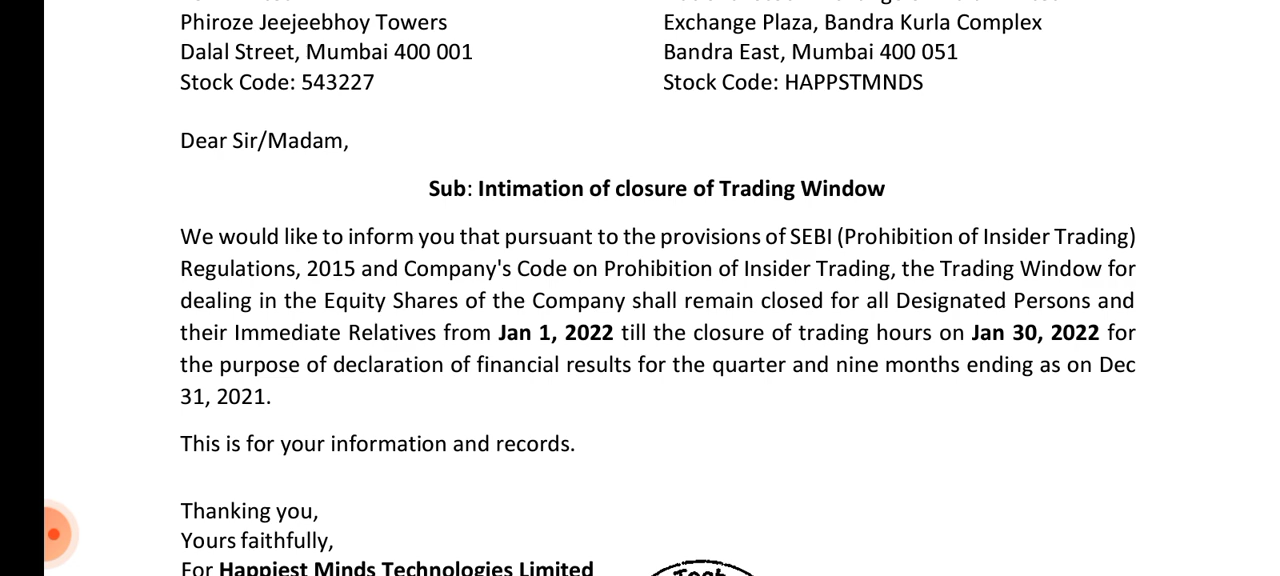 Phiroze Jeejeebhoy Towers
Dalal Street, Mumbai 400 001
Stock Code: 543227
Exchange Plaza, Bandra Kurla Complex
Bandra East, Mumbai 400 051
Stock Code: HAPPSTMNDS
Dear Sir/Madam,
Sub: Intimation of closure of Trading Window
We would like to inform you that pursuant to the provisions of SEBI (Prohibition of Insider Trading)
Regulations, 2015 and Company's Code on Prohibition of Insider Trading, the Trading Window for
dealing in the Equity Shares of the Company shall remain closed for all Designated Persons and
their Immediate Relatives from Jan 1, 2022 till the closure of trading hours on Jan 30, 2022 for
the purpose of declaration of financial results for the quarter and nine months ending as on Dec
31, 2021.
This is for your information and records.
Thanking you,
Yours faithfully,
For Happiest Minds Technologies Limited